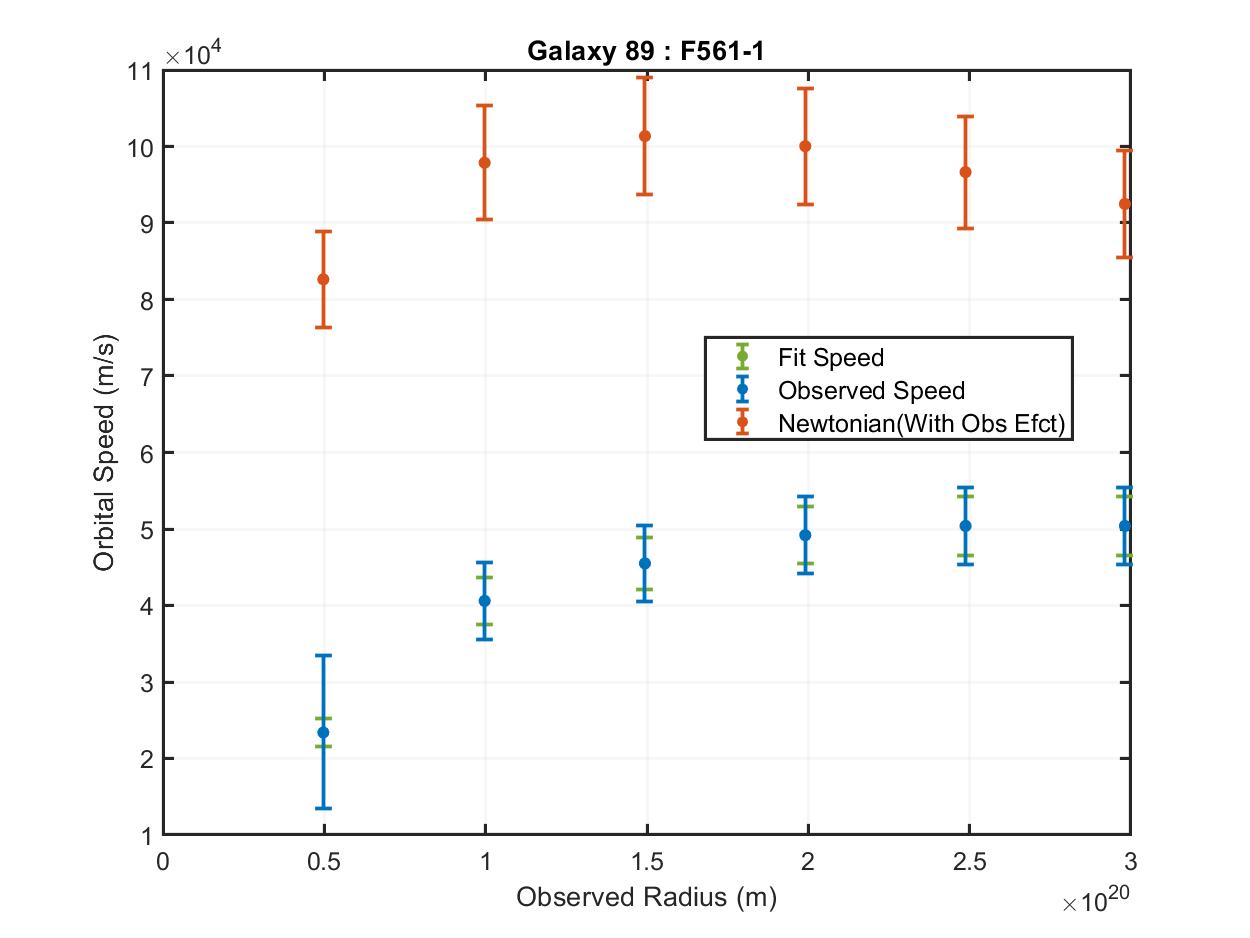 Galaxy 89 : F561-1
×10^4
11
10
9
8
7
6
5
4
3
2
1
Orbital Speed (m/s)
Fit Speed
Observed Speed
Newtonian(With Obs Efct)
0 0.5 1 1.5 2 2.5 3
Observed Radius (m)
×10^20